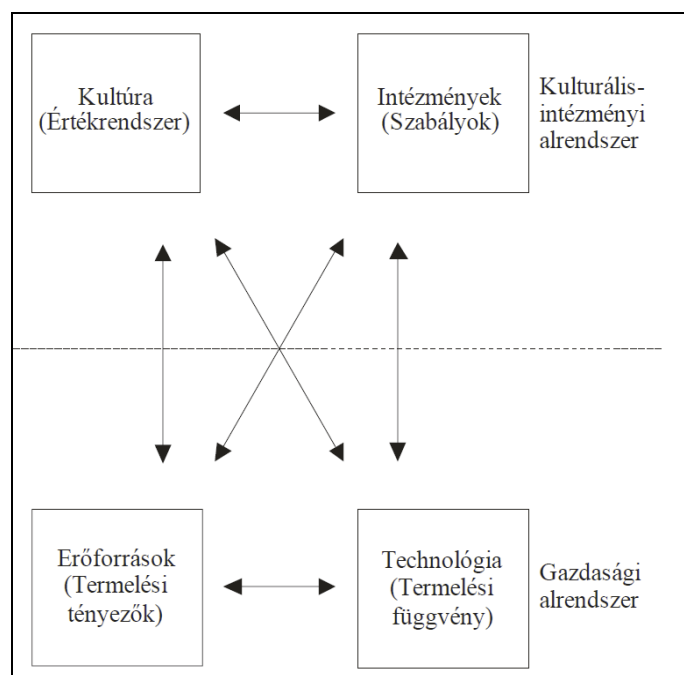 Kultúra
(Értékrendszer)
Intézmények
(Szabályok)
Kulturális-
intézményi
alrendszer
Erőforrások
(Termelési
tényezők)
Technológia
(Termelési
függvény)
Gazdasági
alrendszer